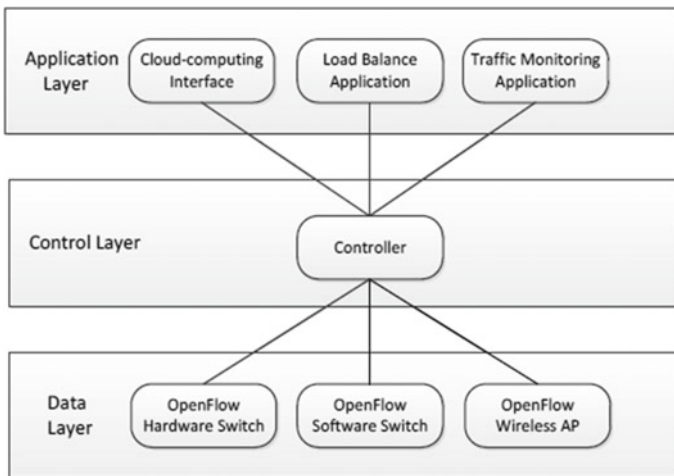 Application
Layer
Cloud-computing
Interface
Load Balance
Application
Traffic Monitoring
Application
Control Layer
Controller
Data
Layer
OpenFlow
Hardware Switch
OpenFlow
Software Switch
OpenFlow
Wireless AP